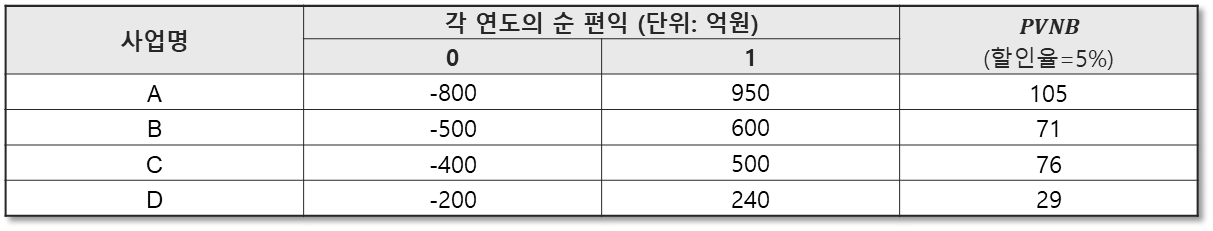 사업명 각 연도의 순 편익 (단위: 억원) PVNB
0 1 (할인율=5%)
A -800 950 105
B -500 600 71
C -400 500 76
D -200 240 29